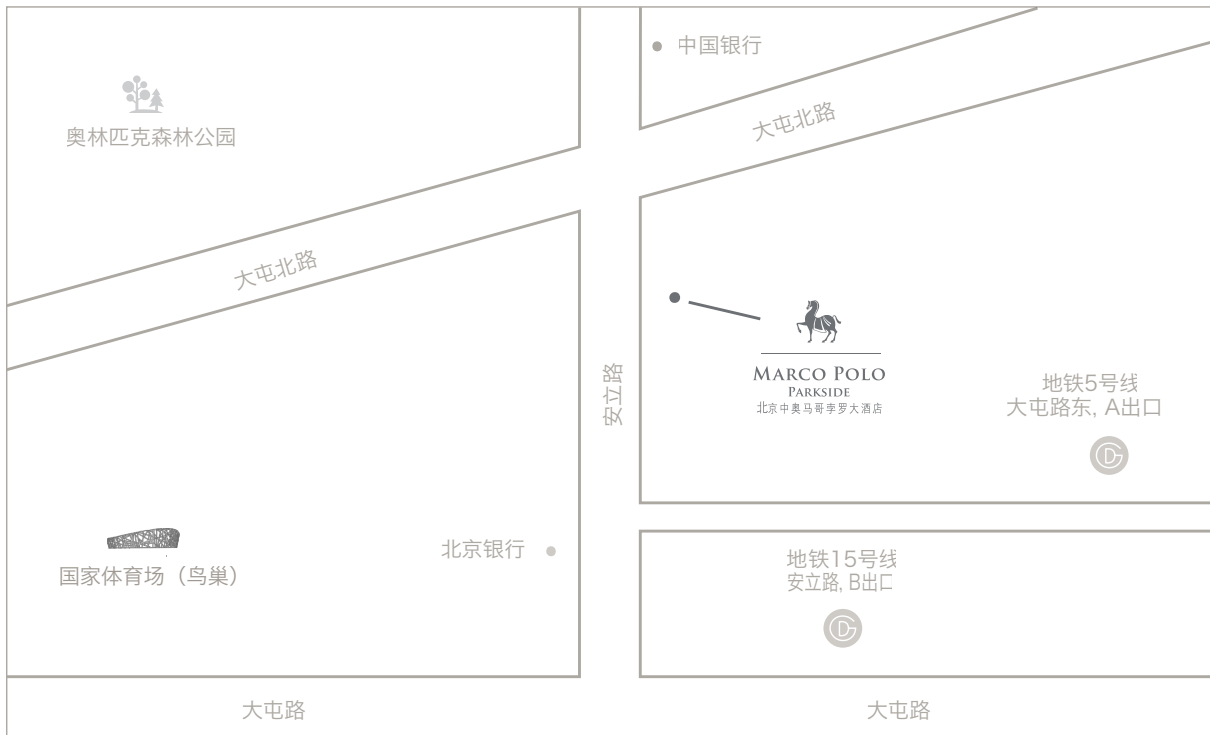 中国银行
奥林匹克森林公园
大屯北路
大屯北路
安立路
MARCO POLO
PARKSIDE
北京中奥马哥孛罗大酒店
地铁5号线
大屯路东, A出口
国家体育场（鸟巢）
北京银行
地铁15号线
安立路, B出口
大屯路
大屯路